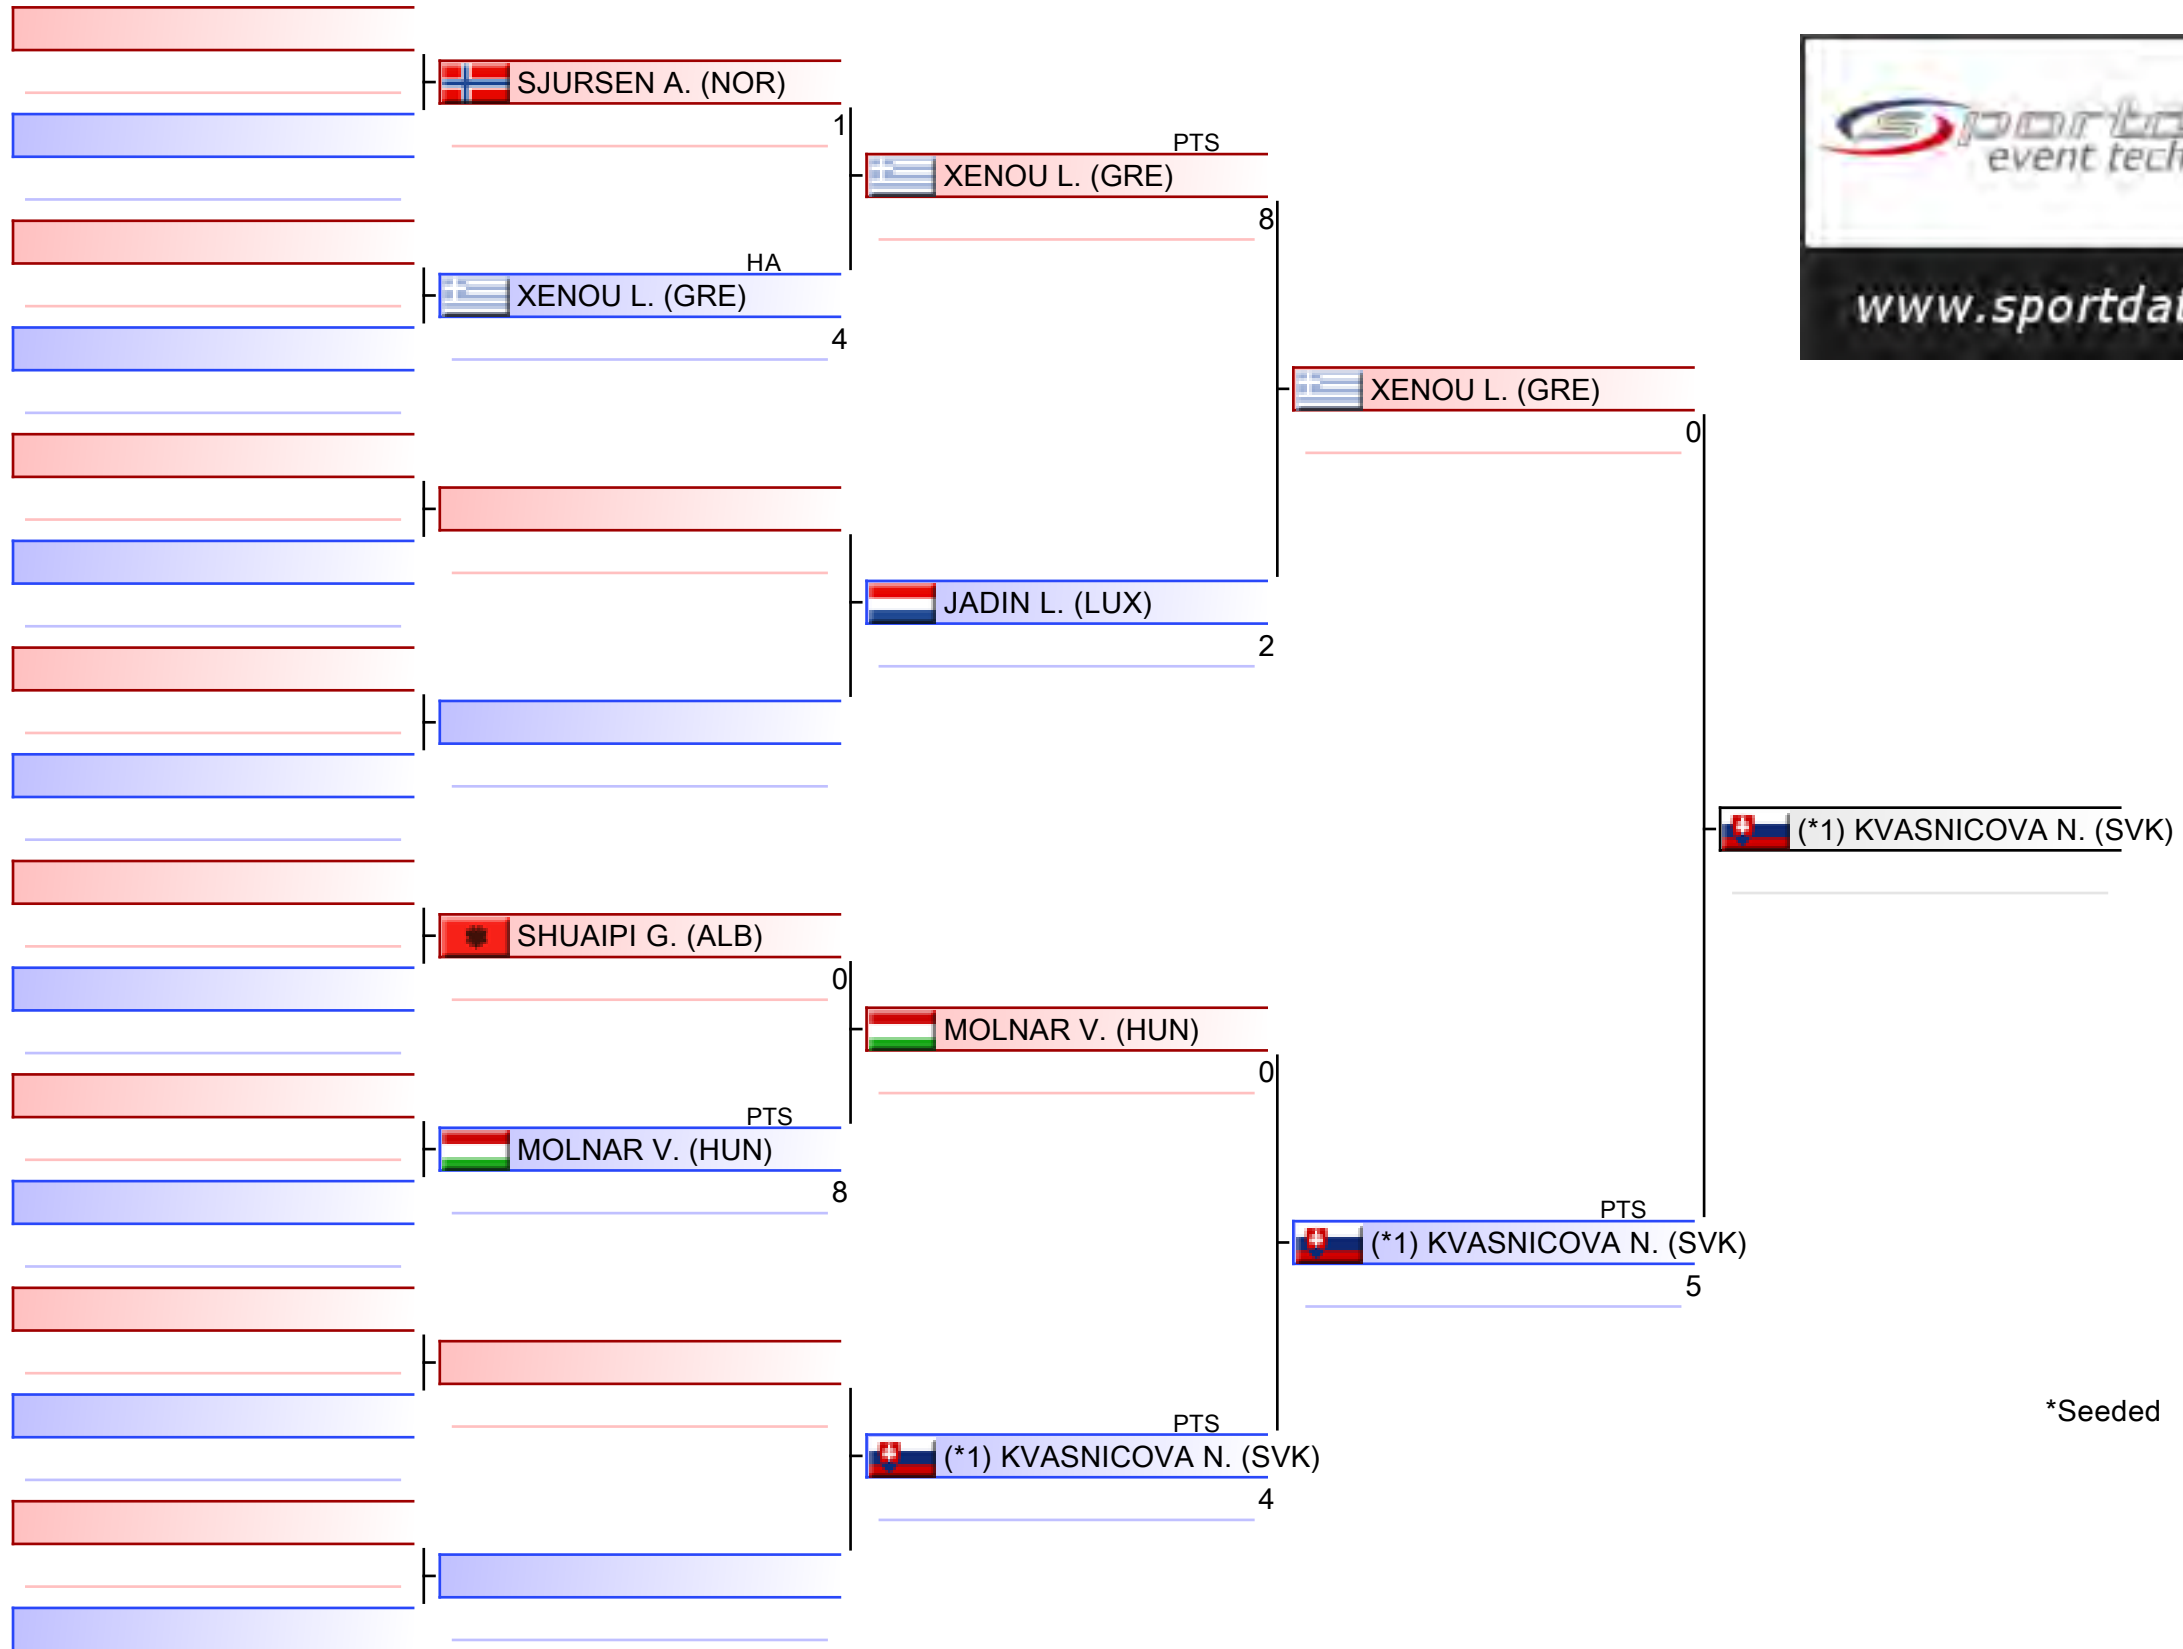 SJURSEN A. (NOR)
1
HA
XENOU L. (GRE)
4
PTS
XENOU L. (GRE)
8
JADIN L. (LUX)
2
XENOU L. (GRE)
0
SHUAIPI G. (ALB)
0
PTS
MOLNAR V. (HUN)
8
MOLNAR V. (HUN)
0
PTS
(*1) KVASNICOVA N. (SVK)
4
PTS
(*1) KVASNICOVA N. (SVK)
5
(*1) KVASNICOVA N. (SVK)
*Seeded
event tech
www.sportdat